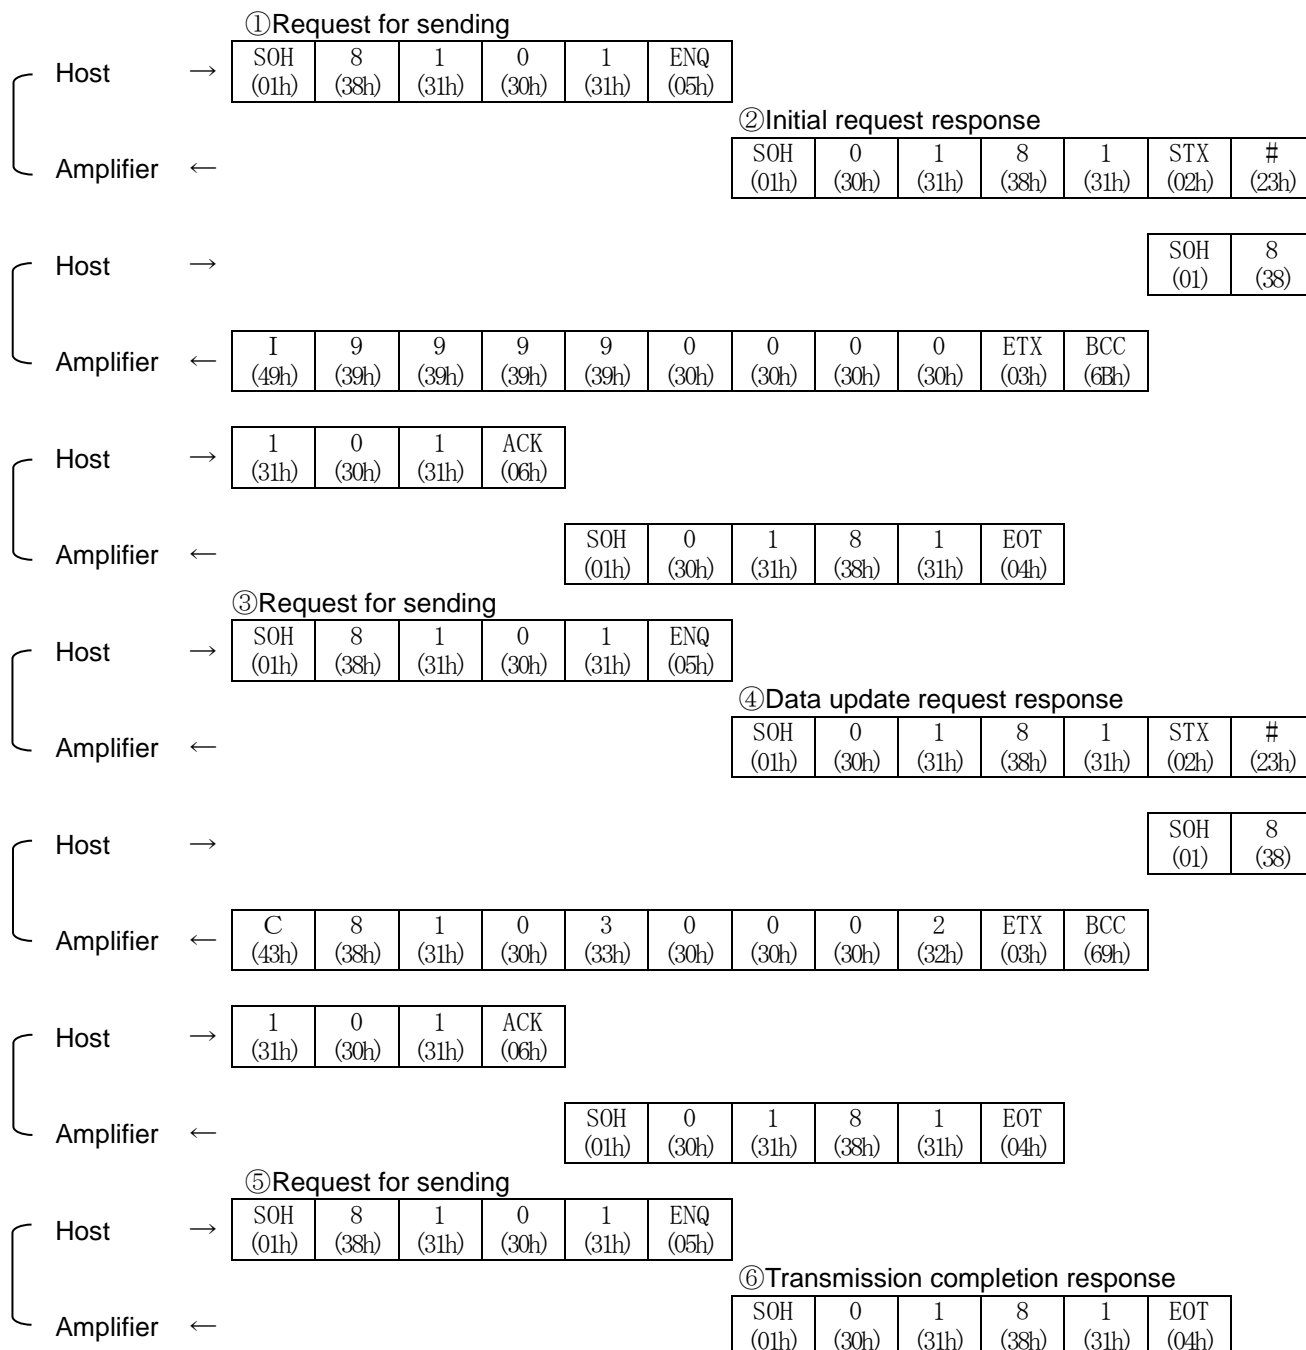 ①Request for sending
SOH 8 1 0 1 ENQ
Host → (01h) (38h) (31h) (30h) (31h) (05h)
②Initial request response
SOH 0 1 8 1 STX #
Amplifier ← (01h) (30h) (31h) (38h) (31h) (02h) (23h)
SOH 8
Host → (01) (38)
I 9 9 9 9 0 0 0 0 ETX BCC
Amplifier ← (49h) (39h) (39h) (39h) (39h) (30h) (30h) (30h) (30h) (03h) (6Bh)
1 0 1 ACK
Host → (31h) (30h) (31h) (06h)
SOH 0 1 8 1 EOT
Amplifier ← (01h) (30h) (31h) (38h) (31h) (04h)
③Request for sending
SOH 8 1 0 1 ENQ
Host → (01h) (38h) (31h) (30h) (31h) (05h)
④Data update request response
SOH 0 1 8 1 STX #
Amplifier ← (01h) (30h) (31h) (38h) (31h) (02h) (23h)
SOH 8
Host → (01) (38)
C 8 1 0 3 0 0 0 2 ETX BCC
Amplifier ← (43h) (38h) (31h) (30h) (33h) (30h) (30h) (30h) (32h) (03h) (69h)
1 0 1 ACK
Host → (31h) (30h) (31h) (06h)
SOH 0 1 8 1 EOT
Amplifier ← (01h) (30h) (31h) (38h) (31h) (04h)
⑤Request for sending
SOH 8 1 0 1 ENQ
Host → (01h) (38h) (31h) (30h) (31h) (05h)
⑥Transmission completion response
SOH 0 1 8 1 EOT
Amplifier ← (01h) (30h) (31h) (38h) (31h) (04h)